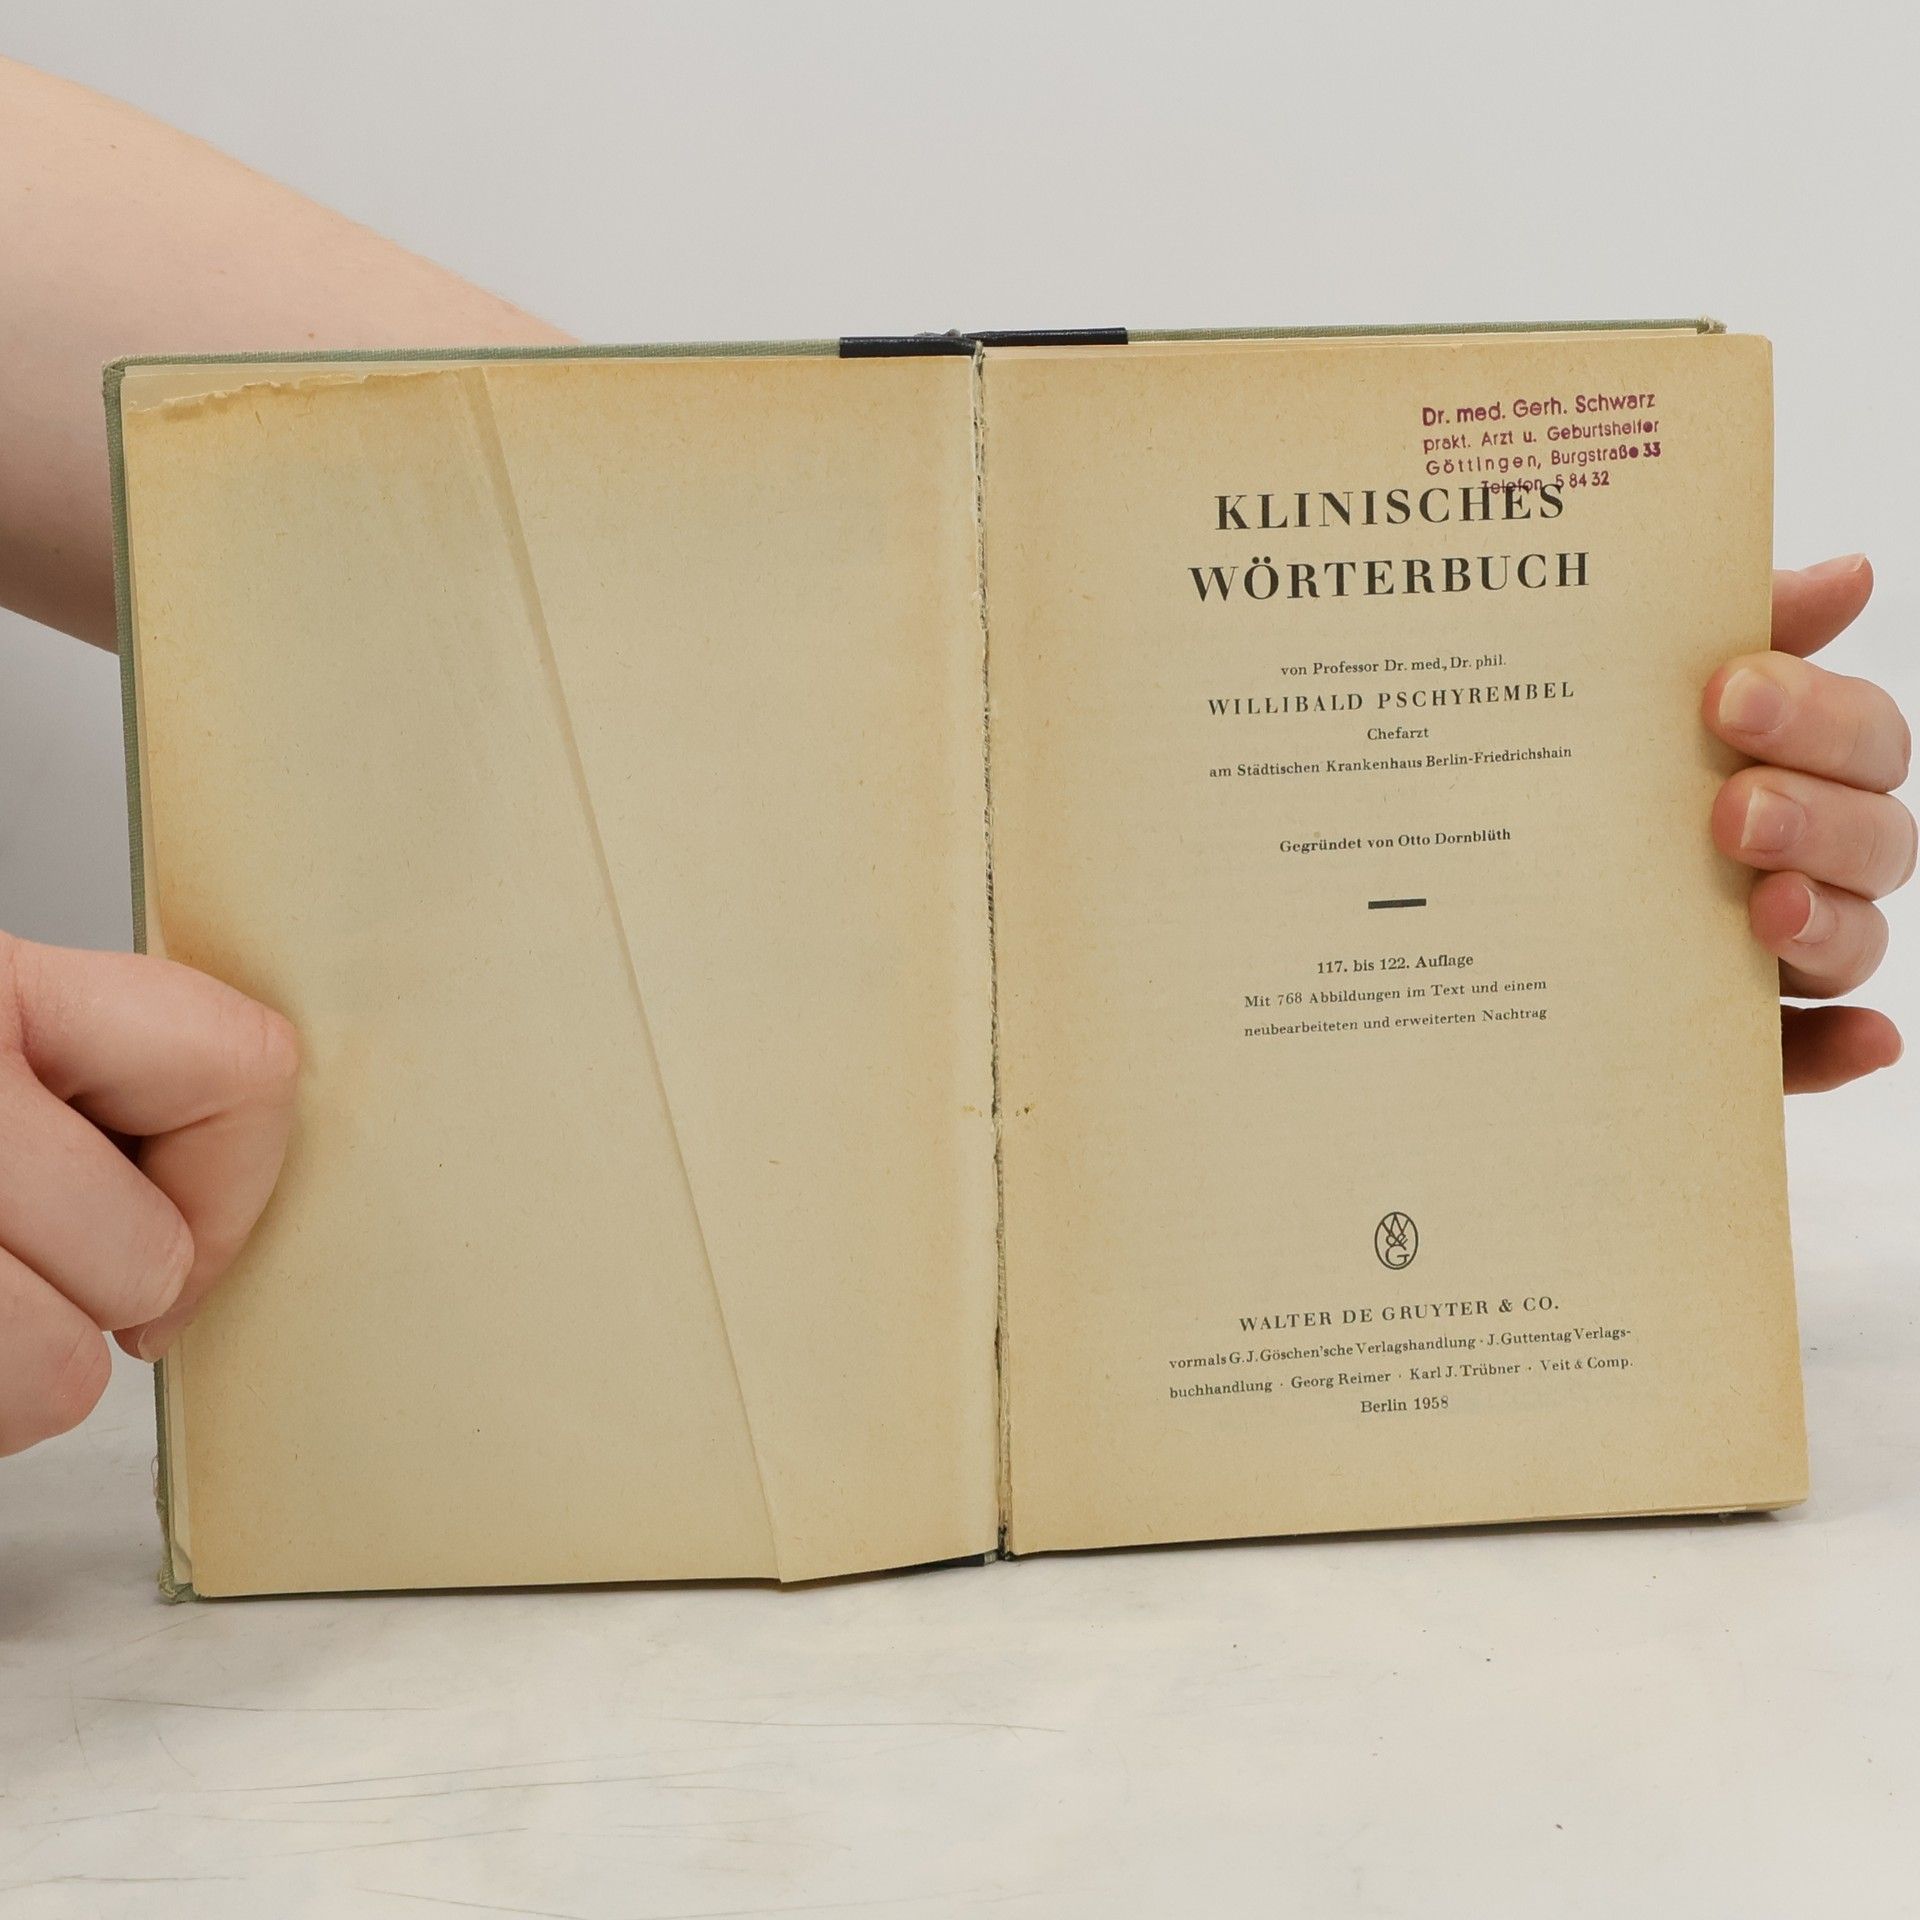 Dr. med. Gerh. Schwarz
prakt. Arzt u. Geburtshelfer
Göttingen, Burgstraße 33
Telefon 5 84 32
KLINISCHES
WÖRTERBUCH
von Professor Dr. med., Dr. phil.
WILLIBALD PSCHYREMBEL
Chefarzt
am Städtischen Krankenhaus Berlin-Friedrichshain
Gegründet von Otto Dornblüth
117. bis 122. Auflage
Mit 768 Abbildungen im Text und einem
neubearbeiteten und erweiterten Nachtrag
W de G
WALTER DE GRUYTER & CO.
vormals G. J. Göschen'sche Verlagshandlung · J. Guttentag Verlags-
buchhandlung · Georg Reimer · Karl J. Trübner · Veit & Comp.
Berlin 1958